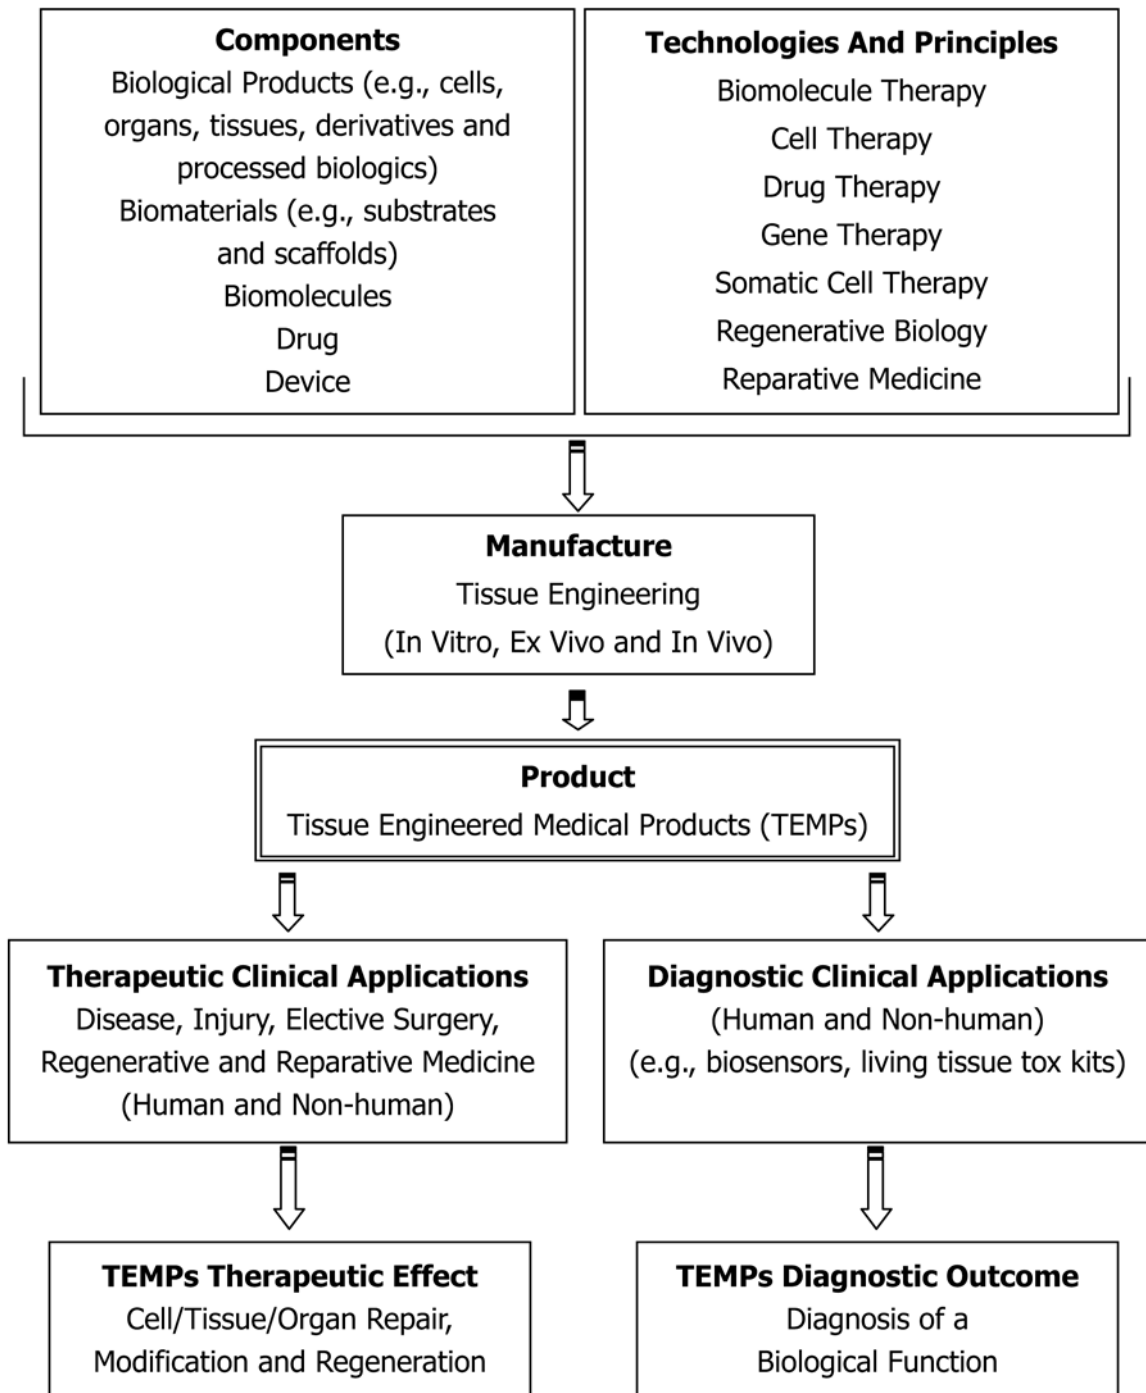 Components
Biological Products (e.g., cells,
organs, tissues, derivatives and
processed biologics)
Biomaterials (e.g., substrates
and scaffolds)
Biomolecules
Drug
Device
Technologies And Principles
Biomolecule Therapy
Cell Therapy
Drug Therapy
Gene Therapy
Somatic Cell Therapy
Regenerative Biology
Reparative Medicine
Manufacture
Tissue Engineering
(In Vitro, Ex Vivo and In Vivo)
Product
Tissue Engineered Medical Products (TEMPs)
Therapeutic Clinical Applications
Disease, Injury, Elective Surgery,
Regenerative and Reparative Medicine
(Human and Non-human)
Diagnostic Clinical Applications
(Human and Non-human)
(e.g., biosensors, living tissue tox kits)
TEMPs Therapeutic Effect
Cell/Tissue/Organ Repair,
Modification and Regeneration
TEMPs Diagnostic Outcome
Diagnosis of a
Biological Function